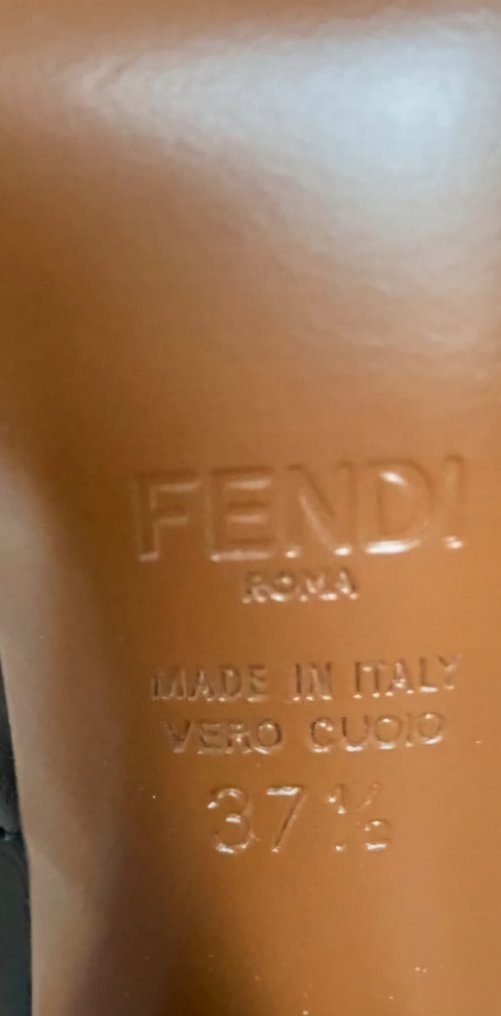 FENDI
ROMA
MADE IN ITALY
VERO CUOIO
37½